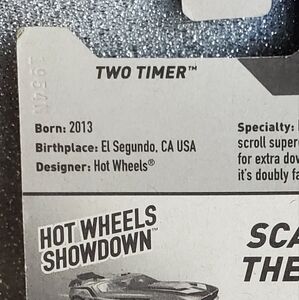 TWO TIMER™
Born: 2013
Birthplace: El Segundo, CA USA
Designer: Hot Wheels®
Specialty:
scroll super
for extra dow
it's doubly fa
HOT WHEELS
SHOWDOWN™
SCA
THE